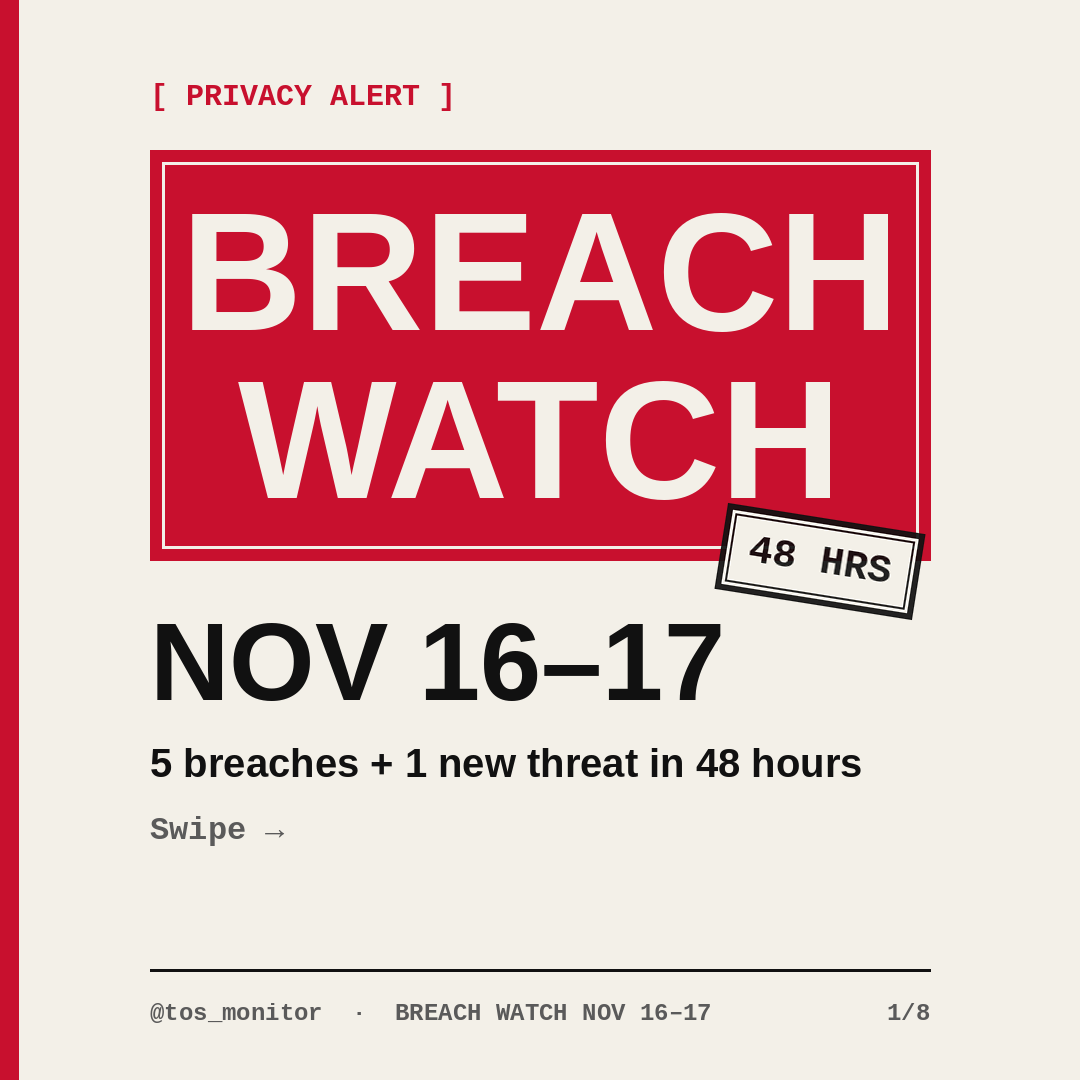 [ PRIVACY ALERT ]
BREACH
WATCH
48 HRS
NOV 16–17
5 breaches + 1 new threat in 48 hours
Swipe →
@tos_monitor · BREACH WATCH NOV 16–17 1/8